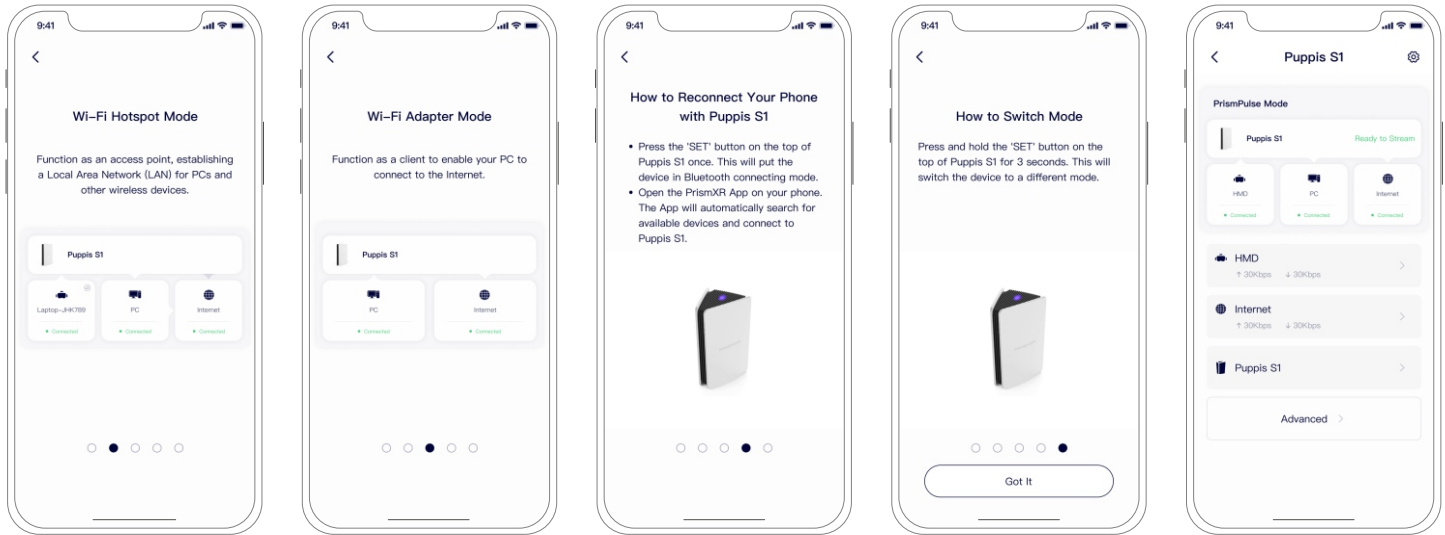 9:41
Wi-Fi Hotspot Mode
Function as an access point, establishing
a Local Area Network (LAN) for PCs and
other wireless devices.
Puppis S1
Laptop-JHK789
PC
Internet
Connected
Connected
Connected
9:41
Wi-Fi Adapter Mode
Function as a client to enable your PC to
connect to the Internet.
Puppis S1
PC
Internet
Connected
Connected
9:41
How to Reconnect Your Phone
with Puppis S1
• Press the 'SET' button on the top of
Puppis S1 once. This will put the
device in Bluetooth connecting mode.
• Open the PrismXR App on your phone.
The App will automatically search for
available devices and connect to
Puppis S1.
9:41
How to Switch Mode
Press and hold the 'SET' button on the
top of Puppis S1 for 3 seconds. This will
switch the device to a different mode.
Got It
9:41
Puppis S1
PrismPulse Mode
Puppis S1
Ready to Stream
HMD
PC
Internet
Connected
Connected
Connected
HMD
↑ 30Kbps ↓ 30Kbps
Internet
↑ 30Kbps ↓ 30Kbps
Puppis S1
Advanced